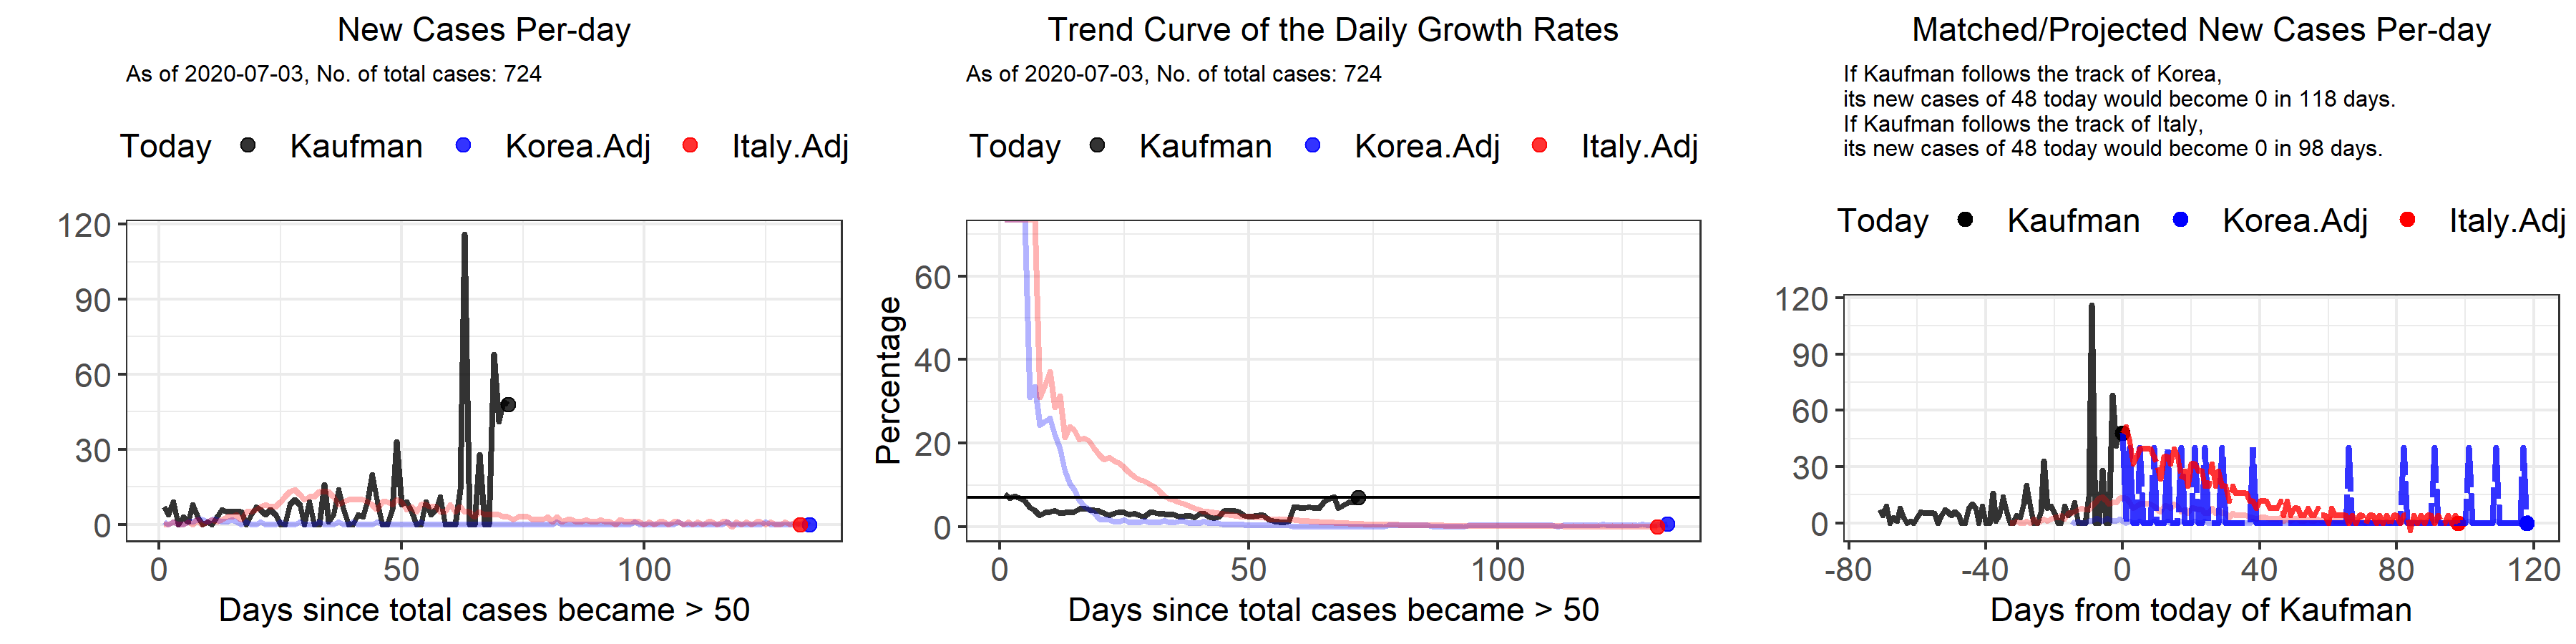 New Cases Per-day
As of 2020-07-03, No. of total cases: 724
Today Kaufman Korea.Adj Italy.Adj
120
90
60
30
0
0 50 100
Days since total cases became > 50
Trend Curve of the Daily Growth Rates
As of 2020-07-03, No. of total cases: 724
Today Kaufman Korea.Adj Italy.Adj
Percentage
60
40
20
0
0 50 100
Days since total cases became > 50
Matched/Projected New Cases Per-day
If Kaufman follows the track of Korea,
its new cases of 48 today would become 0 in 118 days.
If Kaufman follows the track of Italy,
its new cases of 48 today would become 0 in 98 days.
Today Kaufman Korea.Adj Italy.Adj
120
90
60
30
0
-80 -40 0 40 80 120
Days from today of Kaufman